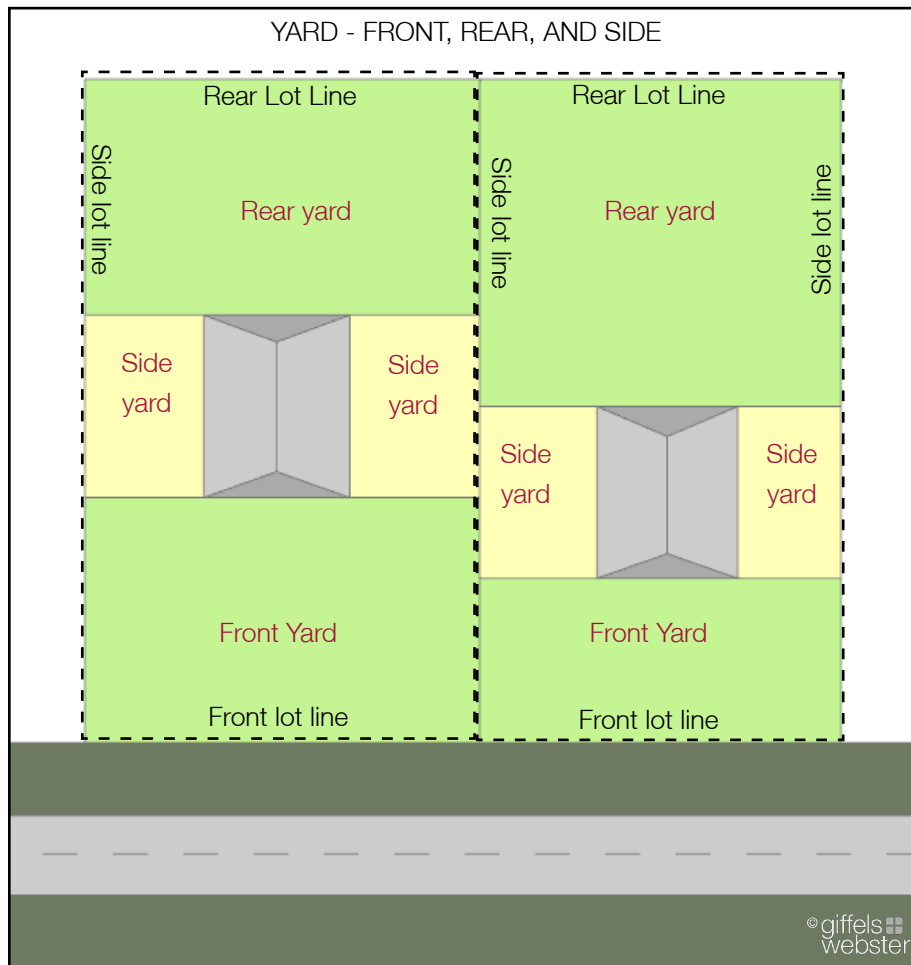 YARD - FRONT, REAR, AND SIDE
Rear Lot Line
Rear Lot Line
Side lot line
Side lot line
Side lot line
Rear yard
Rear yard
Side
yard
Side
yard
Side
yard
Side
yard
Front Yard
Front Yard
Front lot line
Front lot line
© giffels
webster